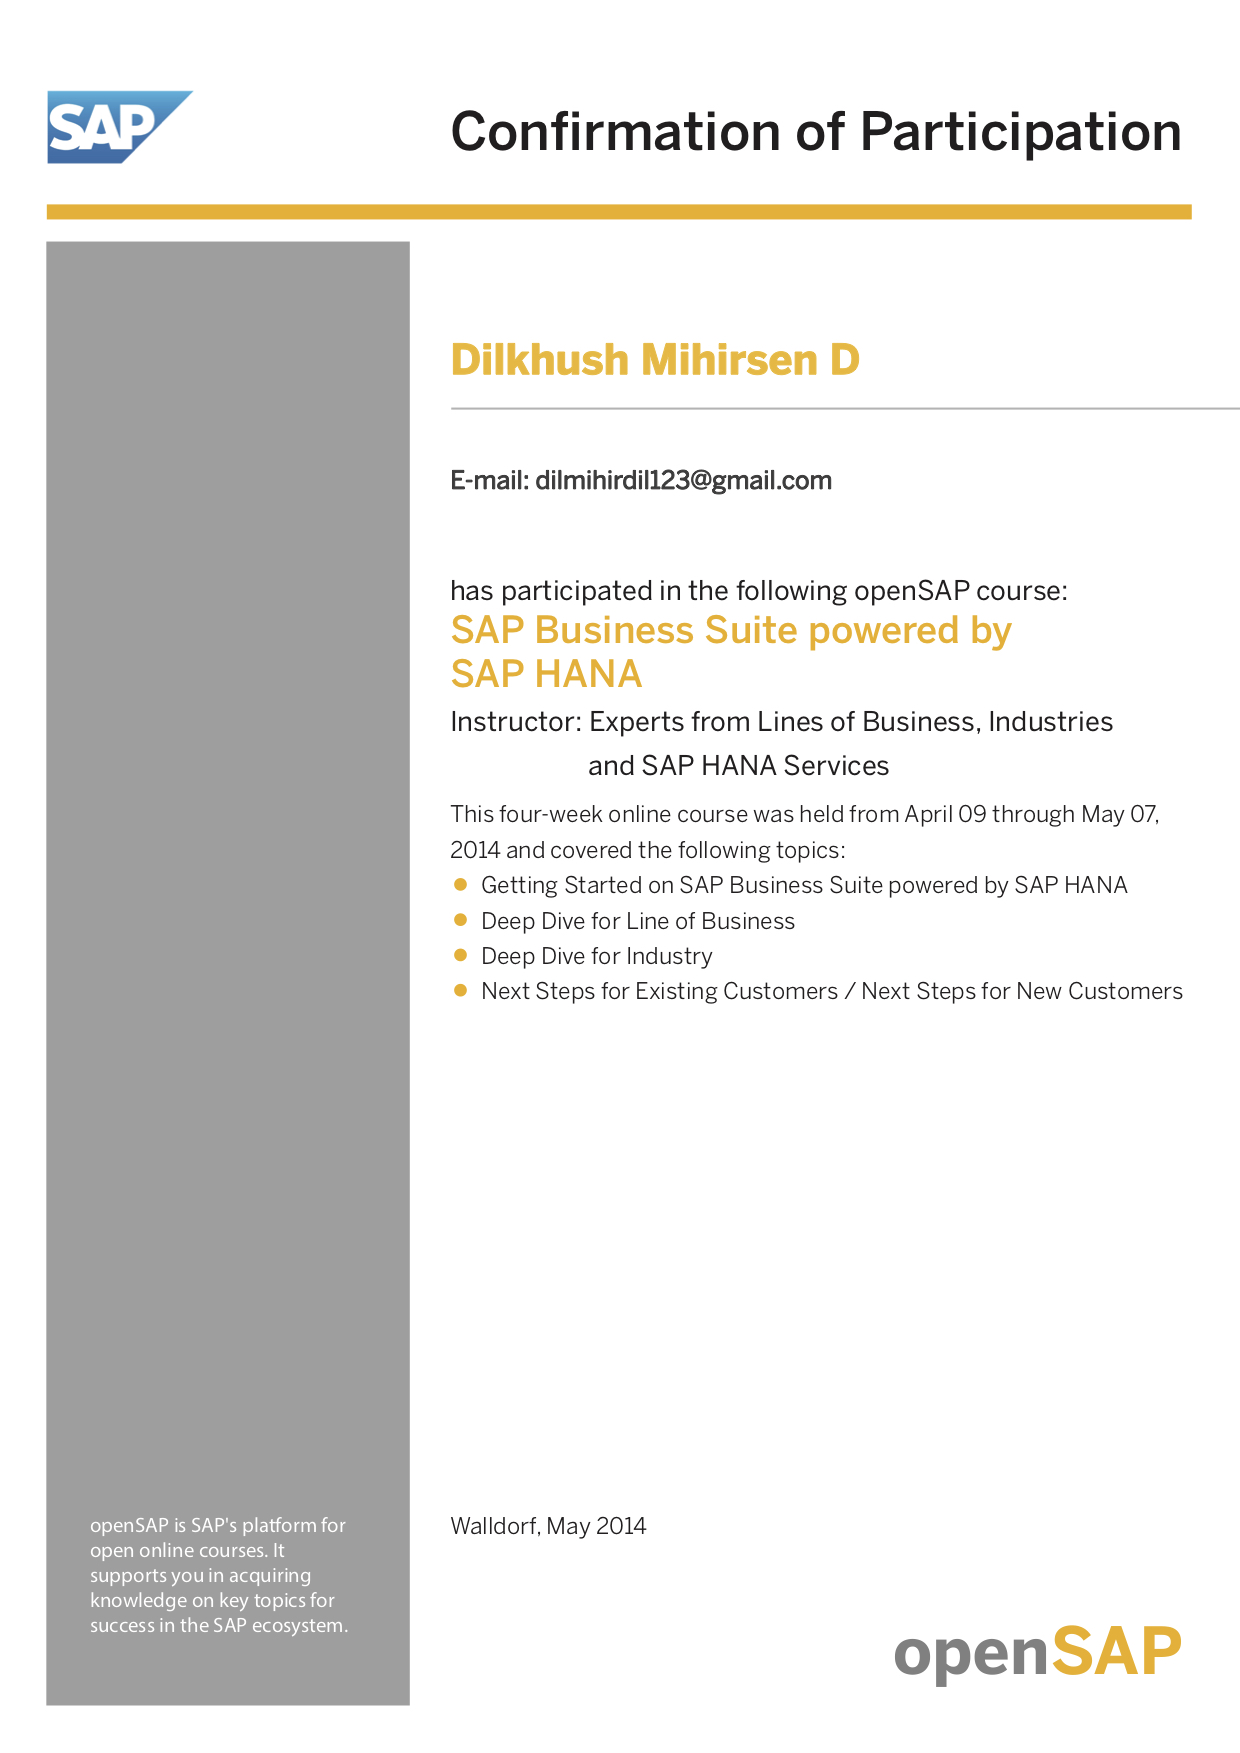 SAP
Confirmation of Participation
Dilkhush Mihirsen D
E-mail: dilmihirdil123@gmail.com
has participated in the following openSAP course:
SAP Business Suite powered by
SAP HANA
Instructor: Experts from Lines of Business, Industries
and SAP HANA Services
This four-week online course was held from April 09 through May 07,
2014 and covered the following topics:
Getting Started on SAP Business Suite powered by SAP HANA
Deep Dive for Line of Business
Deep Dive for Industry
Next Steps for Existing Customers / Next Steps for New Customers
openSAP is SAP's platform for
open online courses. It
supports you in acquiring
knowledge on key topics for
success in the SAP ecosystem.
Walldorf, May 2014
openSAP